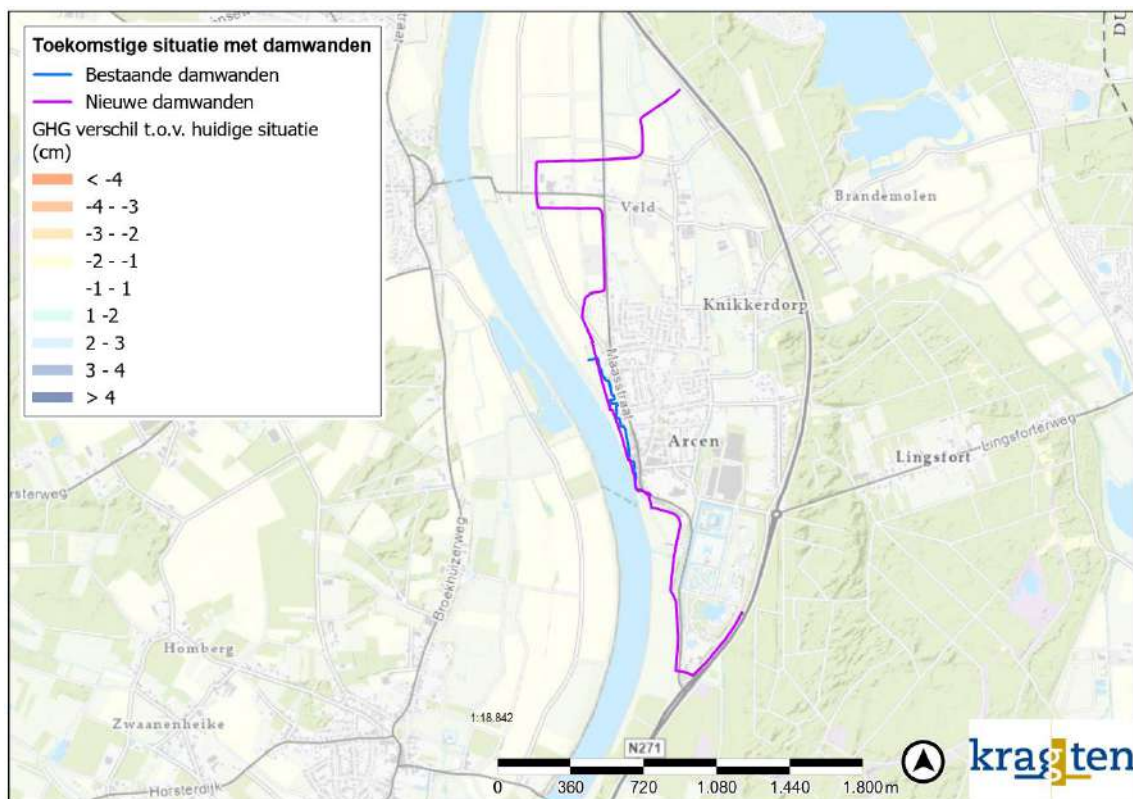 Toekomstige situatie met damwanden
Bestaande damwanden
Nieuwe damwanden
GHG verschil t.o.v. huidige situatie
(cm)
< -4
-4 - -3
-3 - -2
-2 - -1
-1 - 1
1 -2
2 - 3
3 - 4
> 4
Brandemolen
Veld
Knikkerdorp
Maasstraat
Arcen
Lingsfort
Lingsforterweg
Broekhuizerweg
Homberg
Zwaanenheike
Horsterdijk
1:18.842
N271
0 360 720 1.080 1.440 1.800 m
kragten